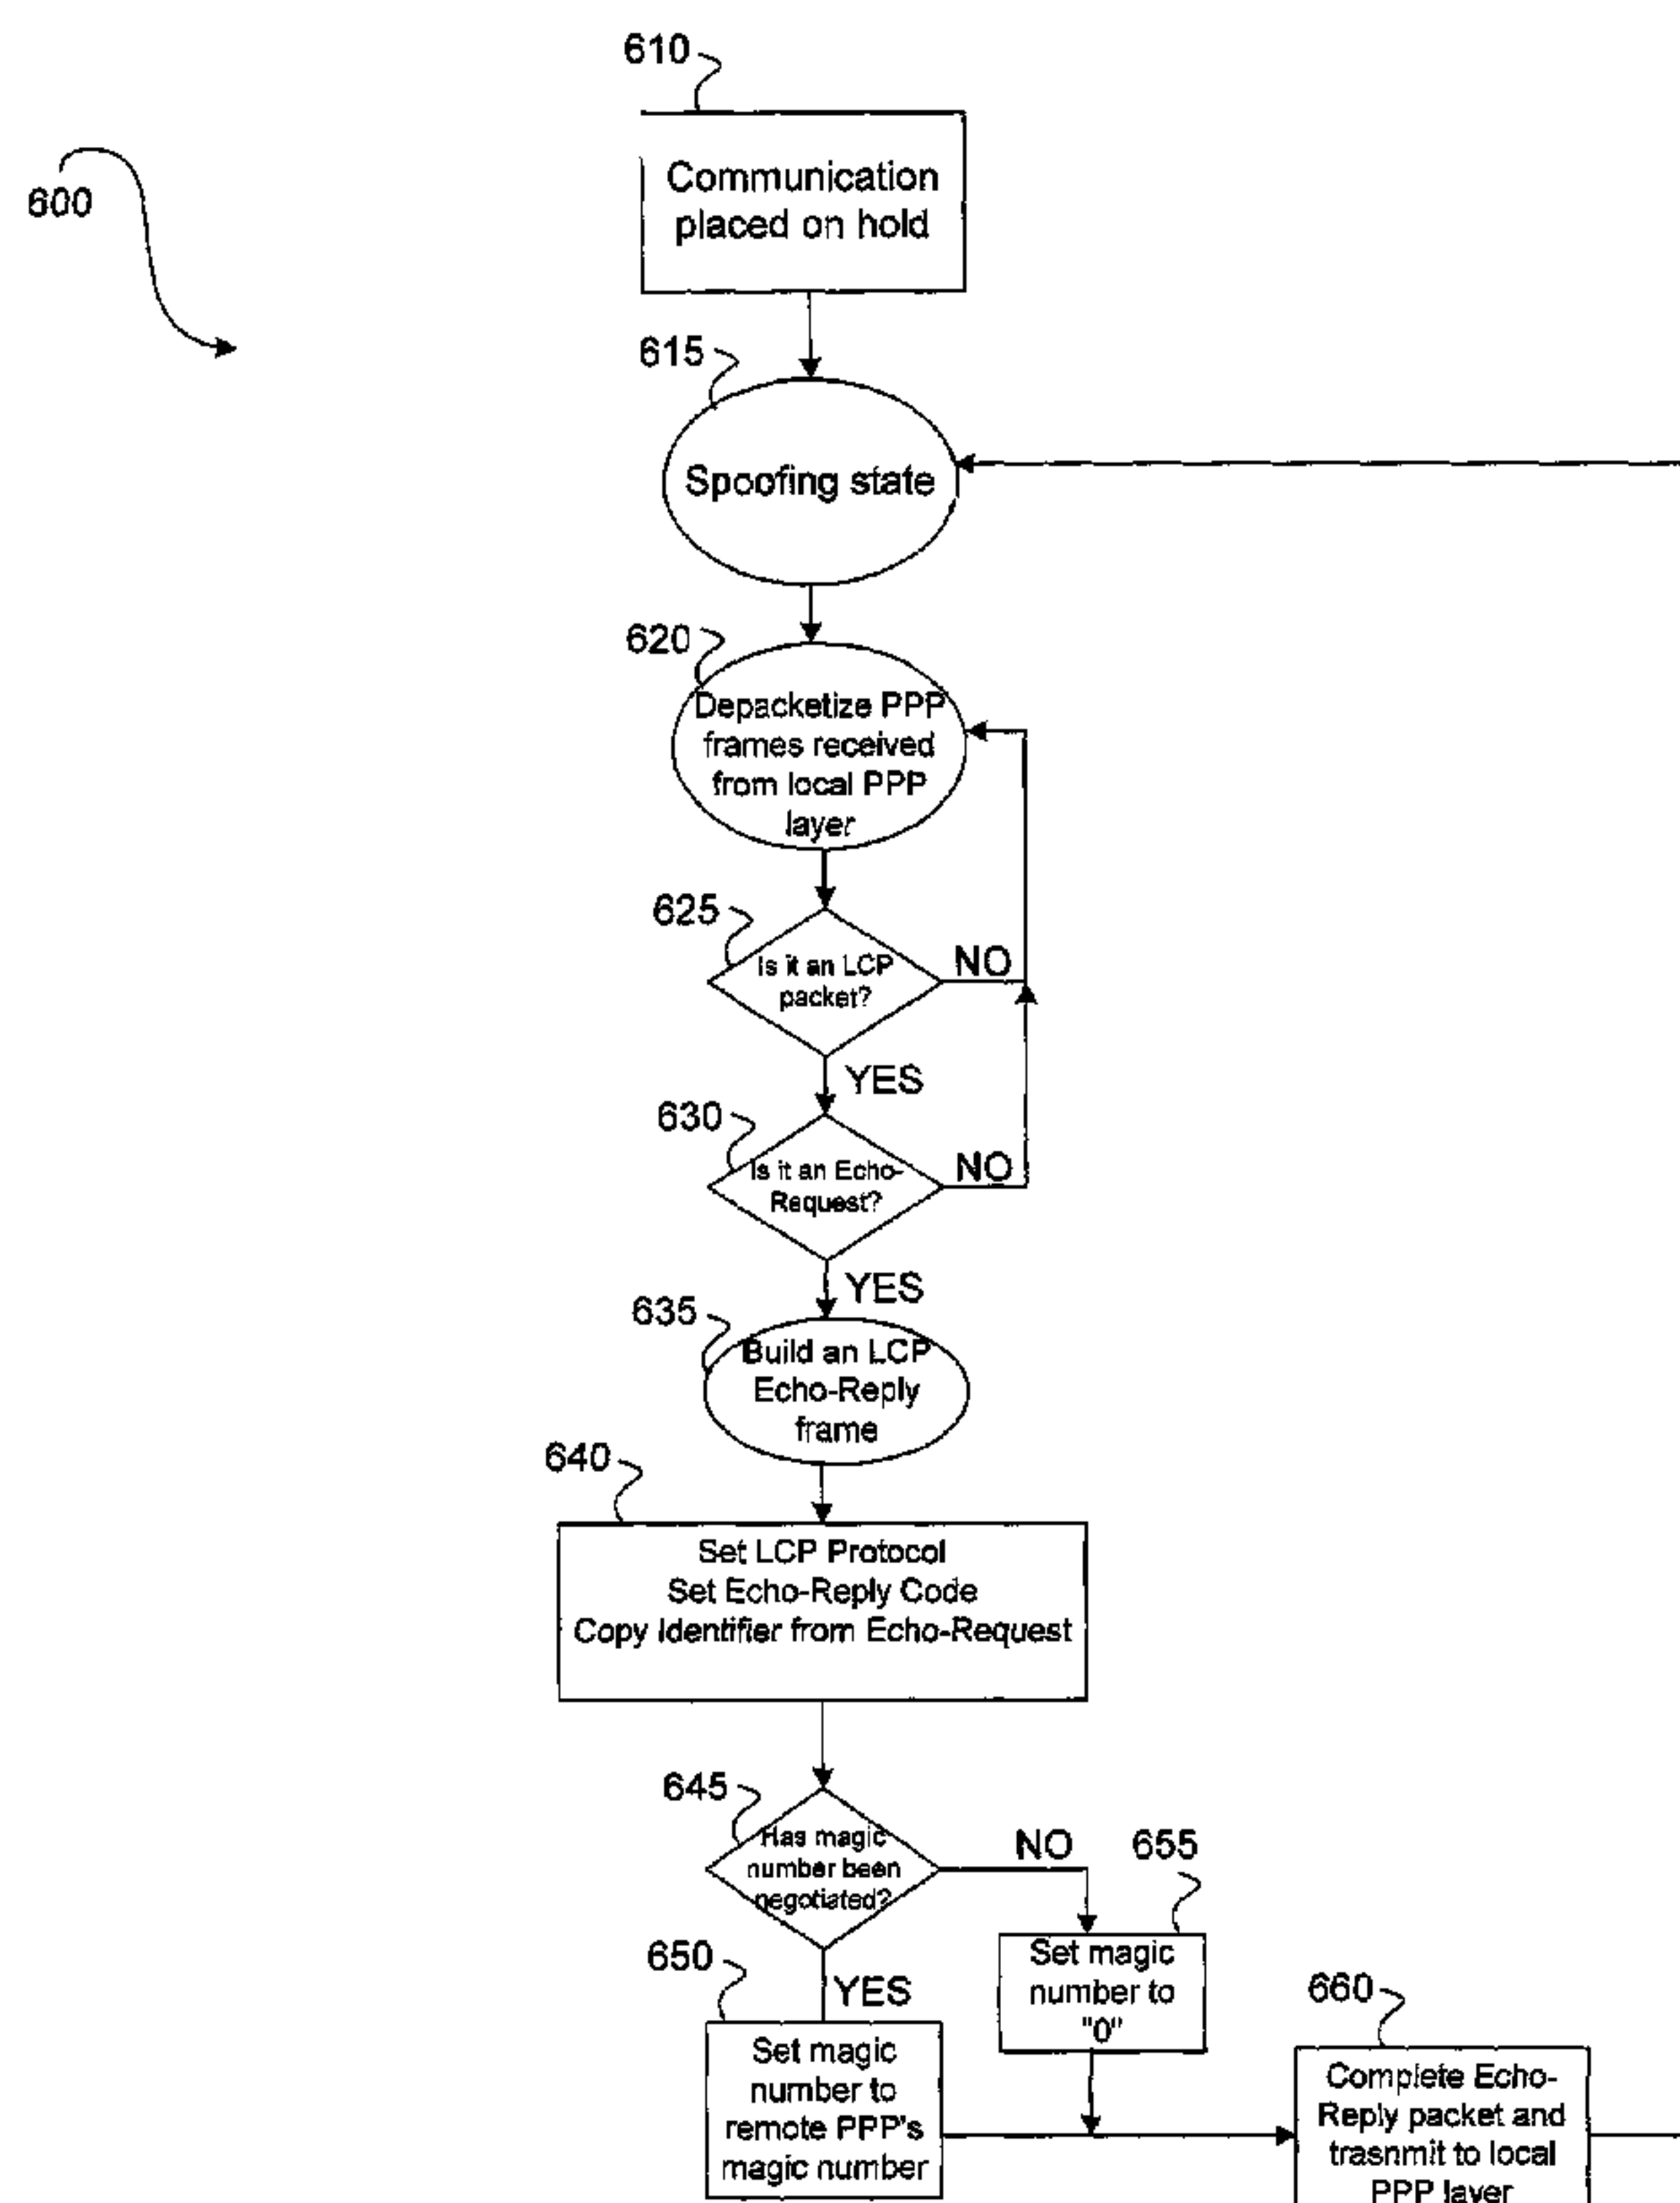 610
600
Communication
placed on hold
615
Spoofing state
620
Depacketize PPP
frames received
from local PPP
layer
625
Is it an LCP
packet?
NO
YES
630
Is it an Echo-
Request?
NO
YES
635
Build an LCP
Echo-Reply
frame
640
Set LCP Protocol
Set Echo-Reply Code
Copy Identifier from Echo-Request
645
Has magic
number been
negotiated?
NO
655
650
YES
Set magic
number to
"0"
660
Set magic
number to
remote PPP's
magic number
Complete Echo-
Reply packet and
trasnmit to local
PPP layer